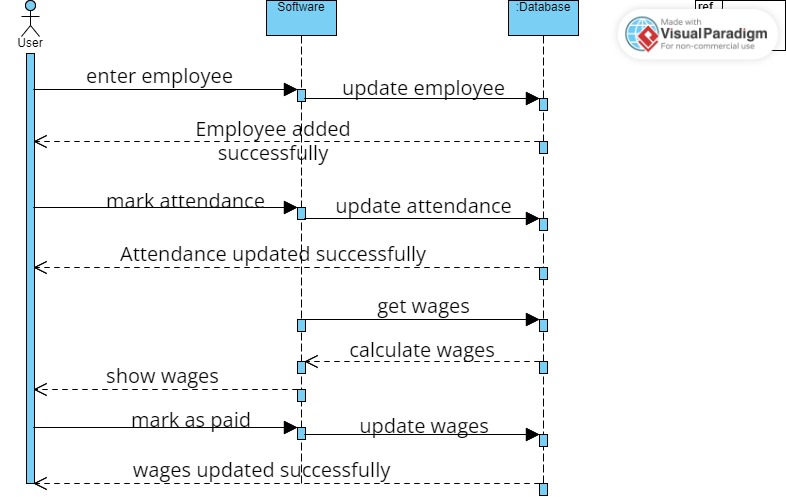 Software
:Database
ref
Made with
Visual Paradigm
For non-commercial use
User
enter employee
update employee
Employee added
successfully
mark attendance
update attendance
Attendance updated successfully
get wages
calculate wages
show wages
mark as paid
update wages
wages updated successfully